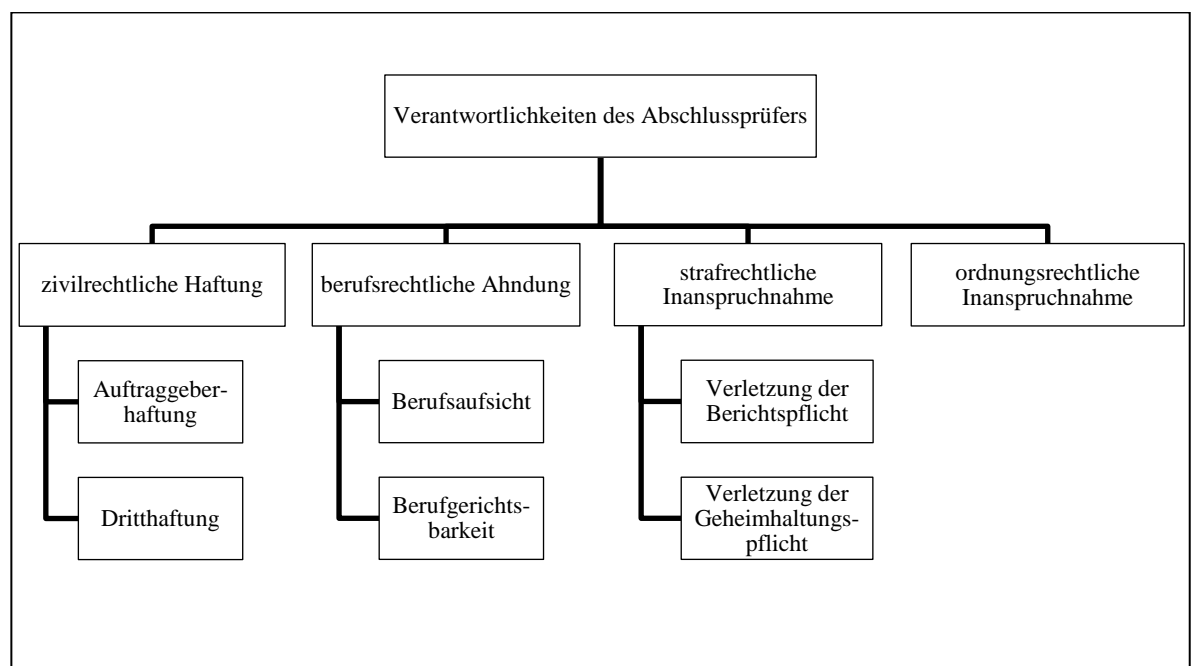 Verantwortlichkeiten des Abschlussprüfers
zivilrechtliche Haftung
berufsrechtliche Ahndung
strafrechtliche
Inanspruchnahme
ordnungsrechtliche
Inanspruchnahme
Auftraggeber-
haftung
Berufsaufsicht
Verletzung der
Berichtspflicht
Dritthaftung
Berufgerichts-
barkeit
Verletzung der
Geheimhaltungs-
pflicht